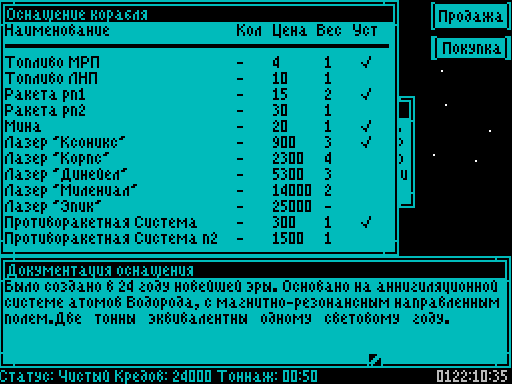 Оснащение корабля
Продажа
Наименование Кол Цена Вес Уст
Покупка
Топливо МРП - 4 1 ✓
Топливо ЛНП - 10 1
Ракета рп1 - 15 2 ✓
Ракета рп2 - 30 1
Мина - 20 1 ✓
Лазер "Ксоникс" - 900 3 ✓
Лазер "Корпс" - 2300 4
Лазер "Динейел" - 5300 3
Лазер "Милениал" - 14000 2
Лазер "Эпик" - 25000 -
Противоракетная Система - 300 1 ✓
Противоракетная Система п2 - 1500 1
Документация оснащения
Было создано в 24 году новейшей эры. Основано на аннигиляционной
системе атомов Водорода, с магнитно-резонансным направленным
полем.Две тонны эквивалентны одному световому году.
Статус: Чистый Кредов: 24000 Тоннаж: 00:50 0122:10:35